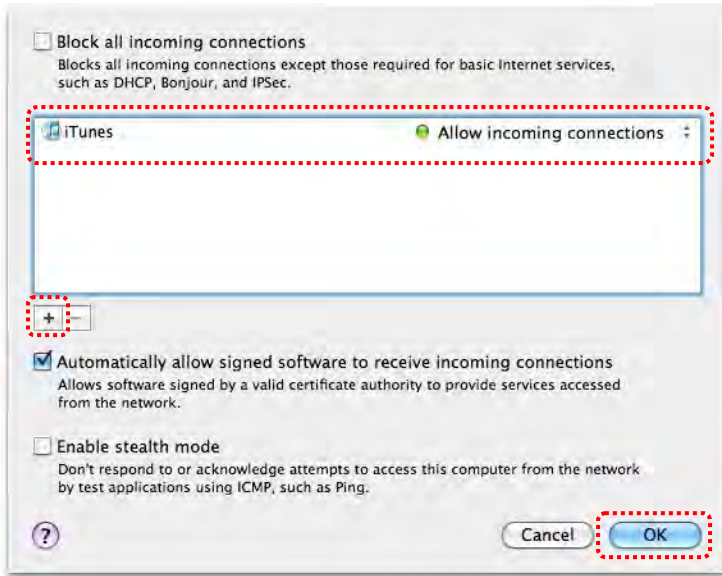 Block all incoming connections
Blocks all incoming connections except those required for basic Internet services,
such as DHCP, Bonjour, and IPSec.
iTunes Allow incoming connections
+ −
Automatically allow signed software to receive incoming connections
Allows software signed by a valid certificate authority to provide services accessed
from the network.
Enable stealth mode
Don't respond to or acknowledge attempts to access this computer from the network
by test applications using ICMP, such as Ping.
? Cancel OK